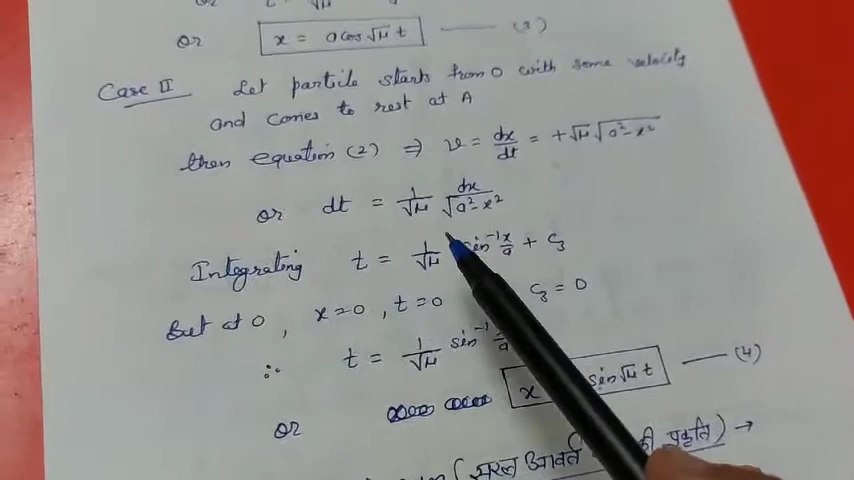 or
or x = a cos √μ t —— (3)
Case II Let particle starts from O with some velocity
and comes to rest at A
then equation (2) ⇒ v = dx/dt = +√μ √a²-x²
or dt = 1/√μ dx/√a²-x²
Integrating t = 1/√μ sin⁻¹ x/a + C₃
But at O, x=0, t=0 C₃ = 0
∴ t = 1/√μ sin⁻¹ x/a
or x sin √μ t —— (4)
(सरल आवर्त की प्रकृति) →